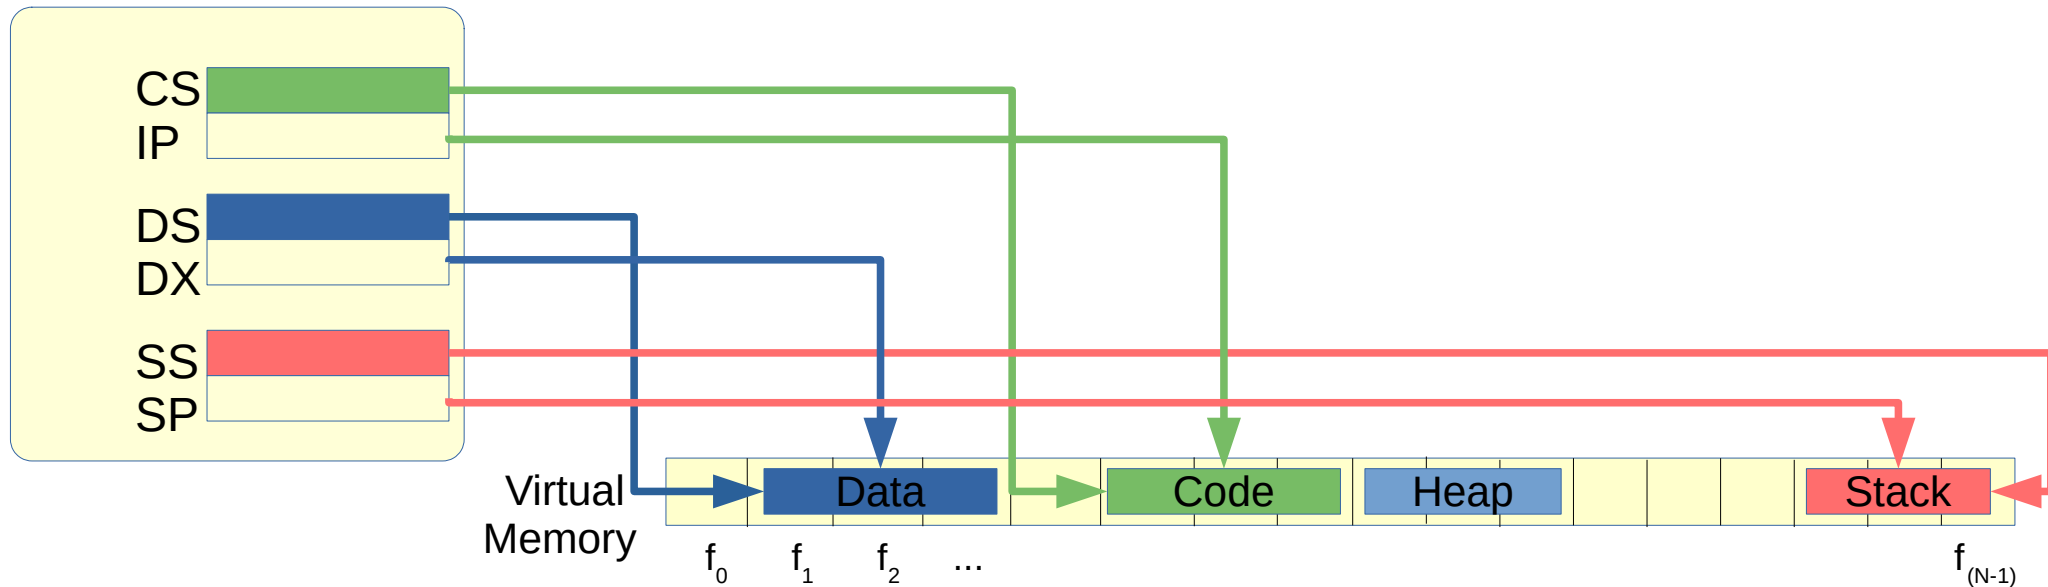 CS
IP
DS
DX
SS
SP
Virtual
Memory
Data
Code
Heap
Stack
f0
f1
f2
...
f(N-1)